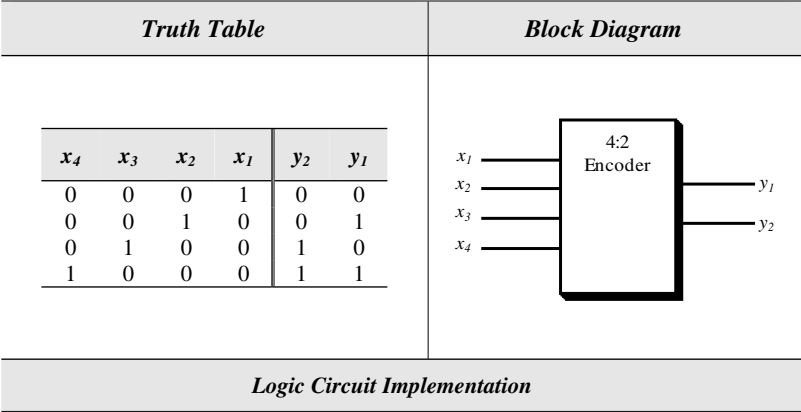 Truth Table
Block Diagram
x4 x3 x2 x1 y2 y1
0 0 0 1 0 0
0 0 1 0 0 1
0 1 0 0 1 0
1 0 0 0 1 1
4:2
Encoder
x1
x2
x3
x4
y1
y2
Logic Circuit Implementation